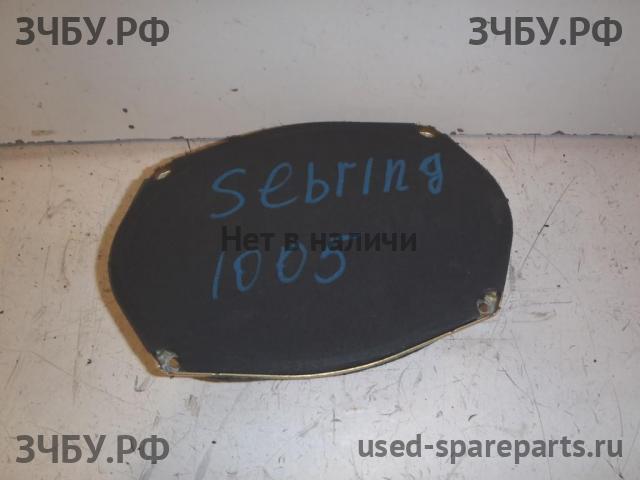 ЗЧБУ.РФ ЗЧБУ.РФ
Sebring
Нет в наличи
1005
ЗЧБУ.РФ used-spareparts.ru